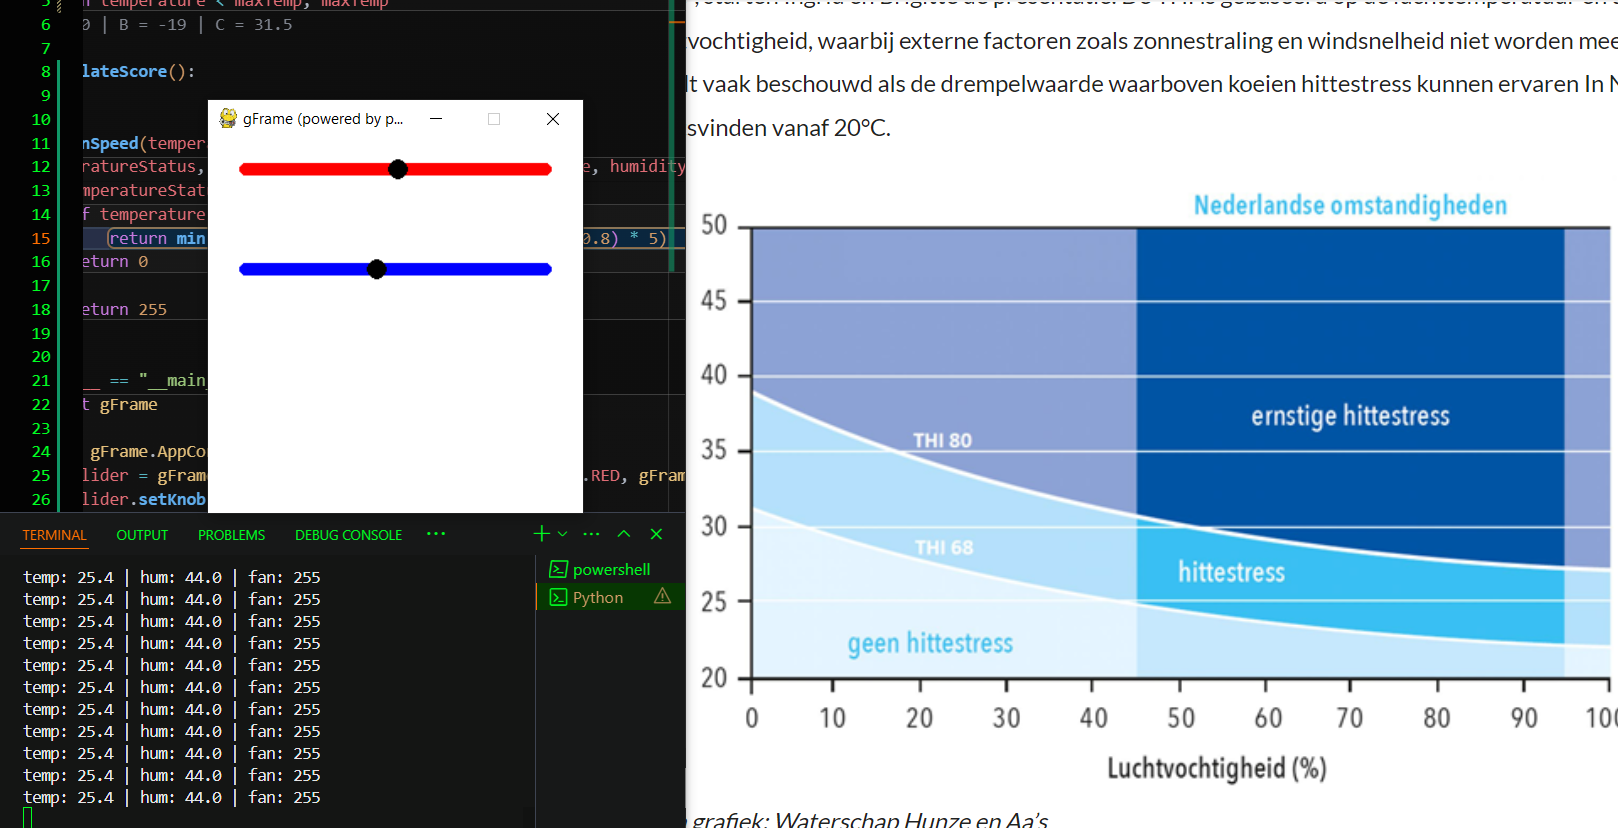 5 n temperature < maxTemp, maxTemp
6 0 | B = -19 | C = 31.5
7
8 lateScore():
9
10
11 nSpeed(temper
12 ratureStatus, e, humidity
13 mperatureStat
14 f temperature
15 return min 0.8) * 5)
16 eturn 0
17
18 eturn 255
19
20
21 __ == "__main_
22 t gFrame
23
24 gFrame.AppCo
25 lider = gFrame .RED, gFram
26 lider.setKnob
gFrame (powered by p...
TERMINAL OUTPUT PROBLEMS DEBUG CONSOLE ...
powershell
Python
temp: 25.4 | hum: 44.0 | fan: 255
temp: 25.4 | hum: 44.0 | fan: 255
temp: 25.4 | hum: 44.0 | fan: 255
temp: 25.4 | hum: 44.0 | fan: 255
temp: 25.4 | hum: 44.0 | fan: 255
temp: 25.4 | hum: 44.0 | fan: 255
temp: 25.4 | hum: 44.0 | fan: 255
temp: 25.4 | hum: 44.0 | fan: 255
temp: 25.4 | hum: 44.0 | fan: 255
temp: 25.4 | hum: 44.0 | fan: 255
temp: 25.4 | hum: 44.0 | fan: 255
vochtigheid, waarbij externe factoren zoals zonnestraling en windsnelheid niet worden mee
lt vaak beschouwd als de drempelwaarde waarboven koeien hittestress kunnen ervaren In N
svinden vanaf 20°C.
Nederlandse omstandigheden
50
45
40
35
30
25
20
ernstige hittestress
THI 80
THI 68
hittestress
geen hittestress
0 10 20 30 40 50 60 70 80 90 100
Luchtvochtigheid (%)
grafiek: Waterschap Hunze en Aa's